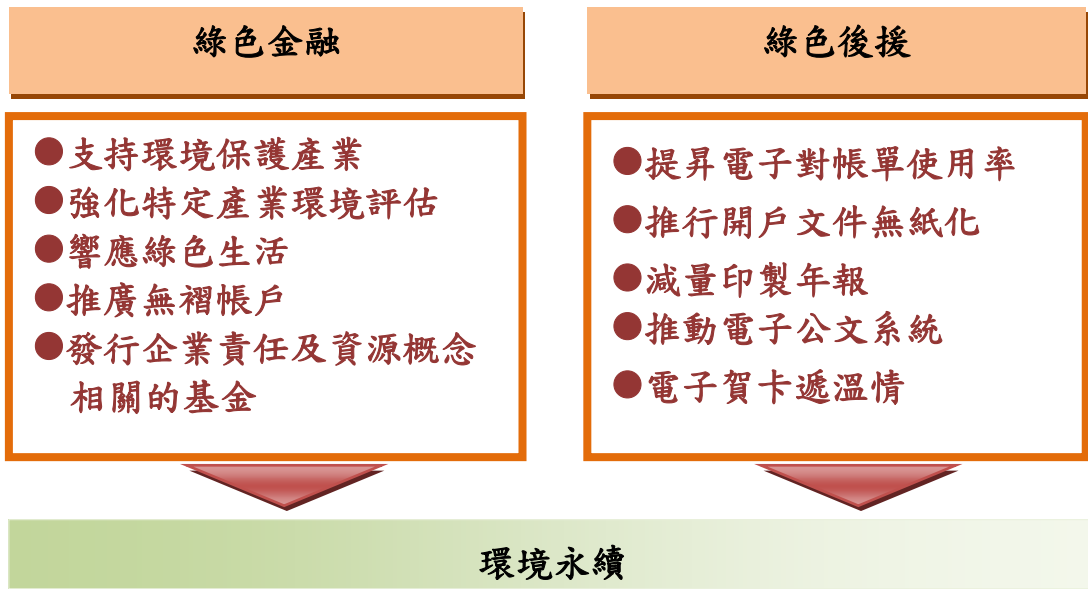 綠色金融
●支持環境保護產業
●強化特定產業環境評估
●響應綠色生活
●推廣無褶帳戶
●發行企業責任及資源概念
相關的基金
綠色後援
●提昇電子對帳單使用率
●推行開戶文件無紙化
●減量印製年報
●推動電子公文系統
●電子賀卡遞溫情
環境永續